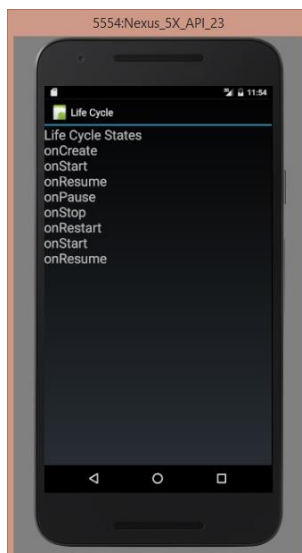 5554:Nexus_5X_API_23
11:54
Life Cycle
Life Cycle States
onCreate
onStart
onResume
onPause
onStop
onRestart
onStart
onResume